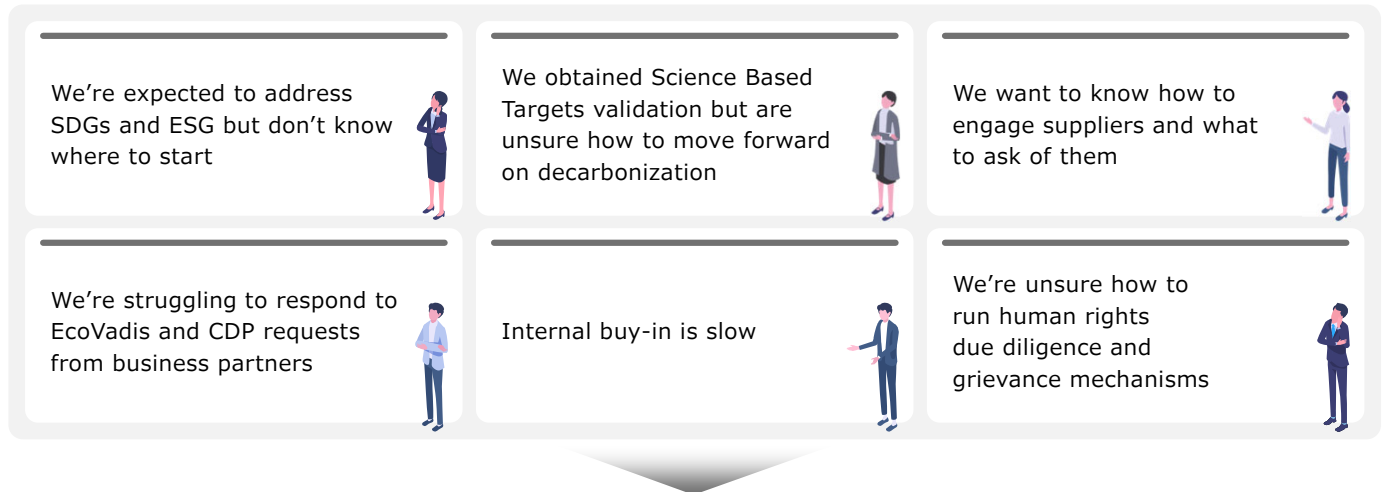 We’re expected to address
SDGs and ESG but don’t know
where to start
We obtained Science Based
Targets validation but are
unsure how to move forward
on decarbonization
We want to know how to
engage suppliers and what
to ask of them
We’re struggling to respond to
EcoVadis and CDP requests
from business partners
Internal buy-in is slow
We’re unsure how to
run human rights
due diligence and
grievance mechanisms